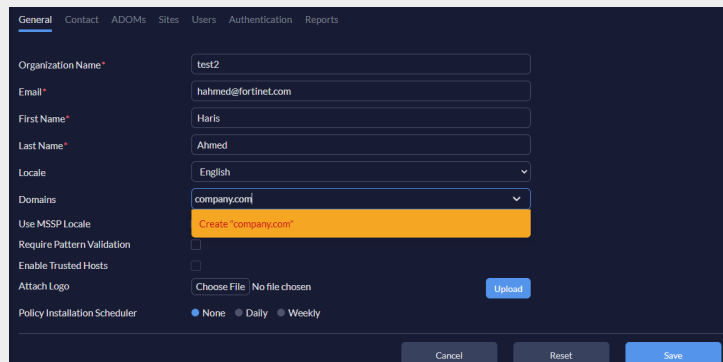 General Contact ADOMs Sites Users Authentication Reports
Organization Name* test2
Email* hahmed@fortinet.com
First Name* Haris
Last Name* Ahmed
Locale English
Domains company.com
Use MSSP Locale Create "company.com"
Require Pattern Validation
Enable Trusted Hosts
Attach Logo Choose File No file chosen Upload
Policy Installation Scheduler None Daily Weekly
Cancel Reset Save